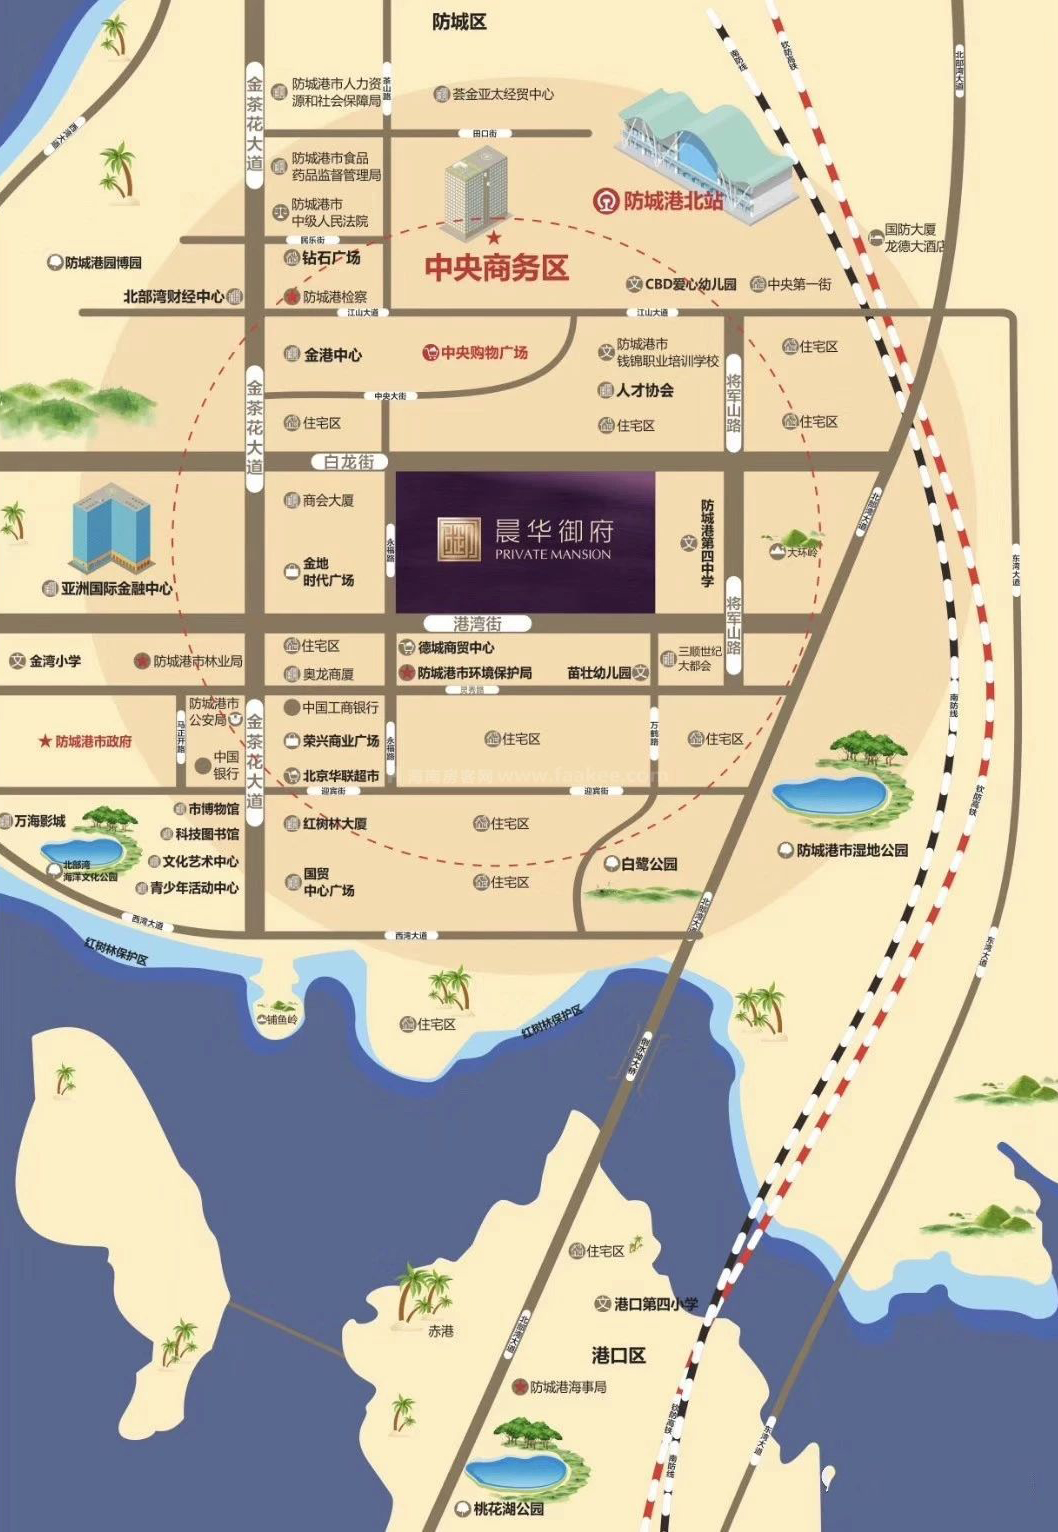 防城区
南防线
钦防高铁
北部湾大道
金茶花大道
茶山路
防城港市人力资
源和社会保障局
荟金亚太经贸中心
西湾大道
田口街
防城港市食品
药品监督管理局
防城港市
中级人民法院
防城港北站
国防大厦
龙德大酒店
民乐街
钻石广场
中央商务区
防城港园博园
北部湾财经中心
防城港检察
CBD爱心幼儿园
中央第一街
江山大道
江山大道
金港中心
中央购物广场
防城港市
钱锦职业培训学校
住宅区
人才协会
将军山路
金茶花大道
中央大街
住宅区
住宅区
住宅区
白龙街
商会大厦
晨华御府
PRIVATE MANSION
防城港第四中学
北部湾大道
永福路
大环岭
东湾大道
金地
时代广场
亚洲国际金融中心
将军山路
港湾街
住宅区
德城商贸中心
金湾小学
防城港市林业局
奥龙商厦
防城港市环境保护局
苗壮幼儿园
三顺世纪
大都会
防城港市
公安局
中国工商银行
金茶花大道
南防线
马正开路
永福路
万鹤路
防城港市政府
荣兴商业广场
住宅区
住宅区
中国
银行
北京华联超市
www.faakee.com
迎宾街
迎宾街
钦防高铁
万海影城
市博物馆
科技图书馆
红树林大厦
住宅区
防城港市湿地公园
北部湾
海洋文化公园
文化艺术中心
白鹭公园
青少年活动中心
国贸
中心广场
住宅区
北部湾大道
西湾大道
西湾大道
东湾大道
红树林保护区
铺鱼岭
住宅区
红树林保护区
住宅区
港口第四小学
赤港
北部湾大道
港口区
防城港海事局
钦防高铁
南防线
东湾大道
桃花湖公园